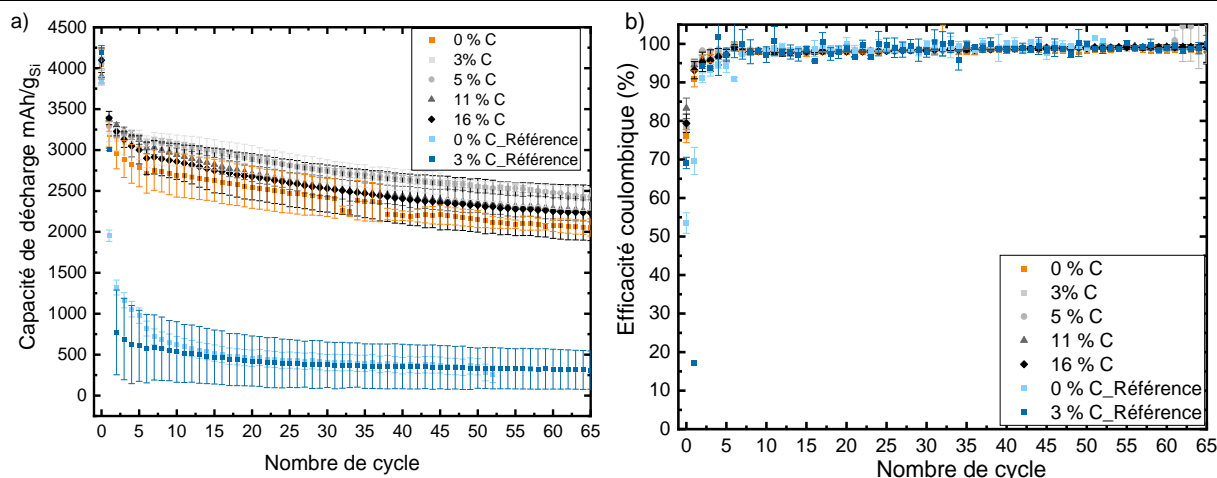 a)
Capacité de décharge mAh/gSi
4500
4000
3500
3000
2500
2000
1500
1000
500
0
0 5 10 15 20 25 30 35 40 45 50 55 60 65
Nombre de cycle
0 % C
3% C
5 % C
11 % C
16 % C
0 % C_Référence
3 % C_Référence
b)
Efficacité coulombique (%)
100
90
80
70
60
50
40
30
20
10
0
0 5 10 15 20 25 30 35 40 45 50 55 60 65
Nombre de cycle
0 % C
3% C
5 % C
11 % C
16 % C
0 % C_Référence
3 % C_Référence